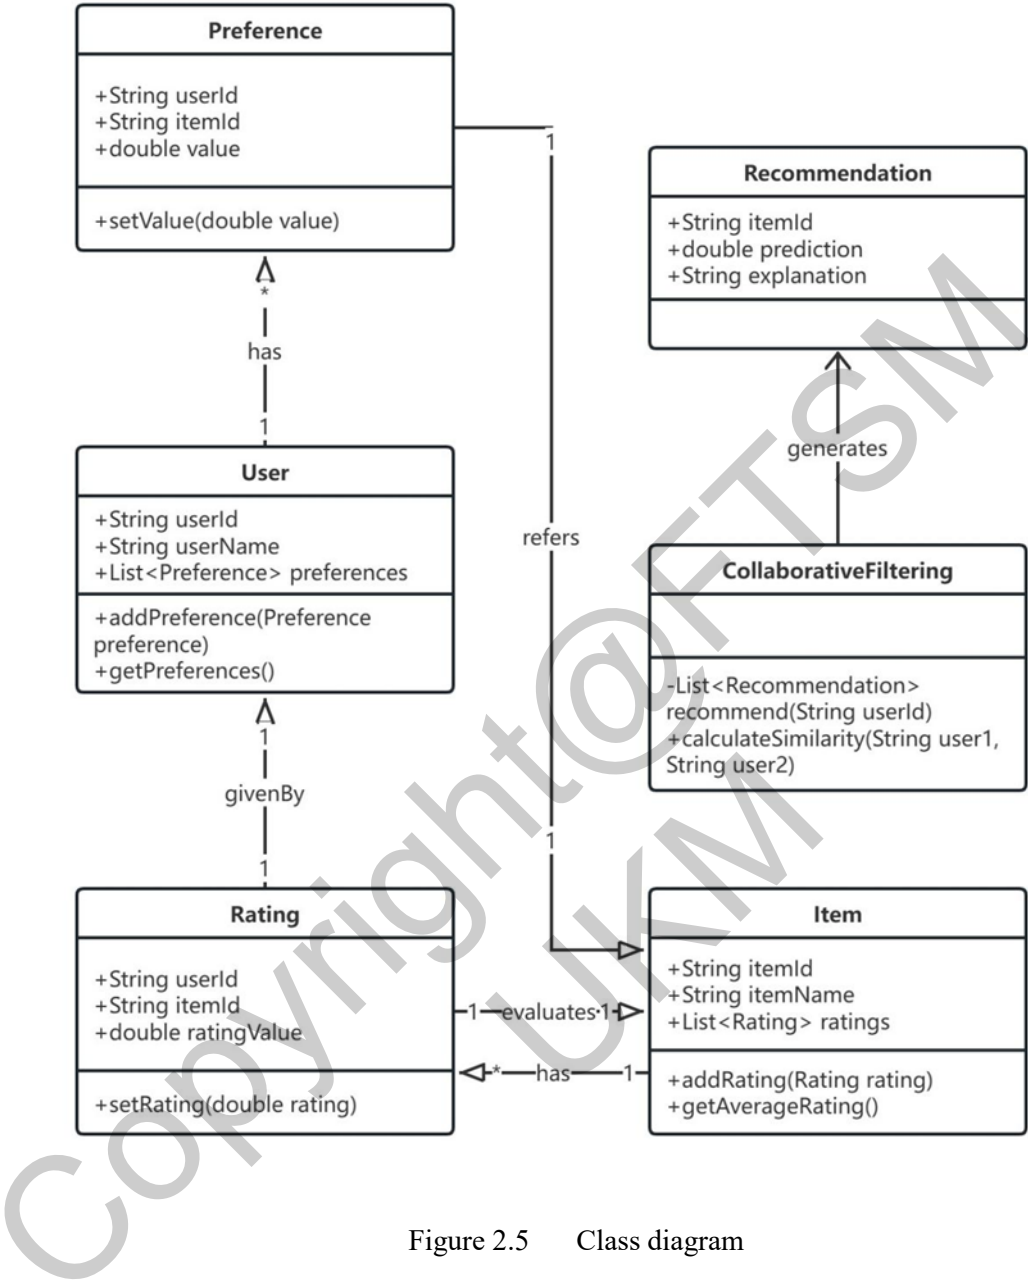 Preference
+String userId
+String itemId
+double value
+setValue(double value)
1
Recommendation
+String itemId
+double prediction
+String explanation
*
has
1
generates
User
+String userId
+String userName
+List<Preference> preferences
+addPreference(Preference
preference)
+getPreferences()
refers
CollaborativeFiltering
-List<Recommendation>
recommend(String userId)
+calculateSimilarity(String user1,
String user2)
1
givenBy
1
1
Rating
+String userId
+String itemId
+double ratingValue
+setRating(double rating)
1 evaluates 1
* has 1
Item
+String itemId
+String itemName
+List<Rating> ratings
+addRating(Rating rating)
+getAverageRating()
Copyright@FTSM
UKM
Figure 2.5 Class diagram